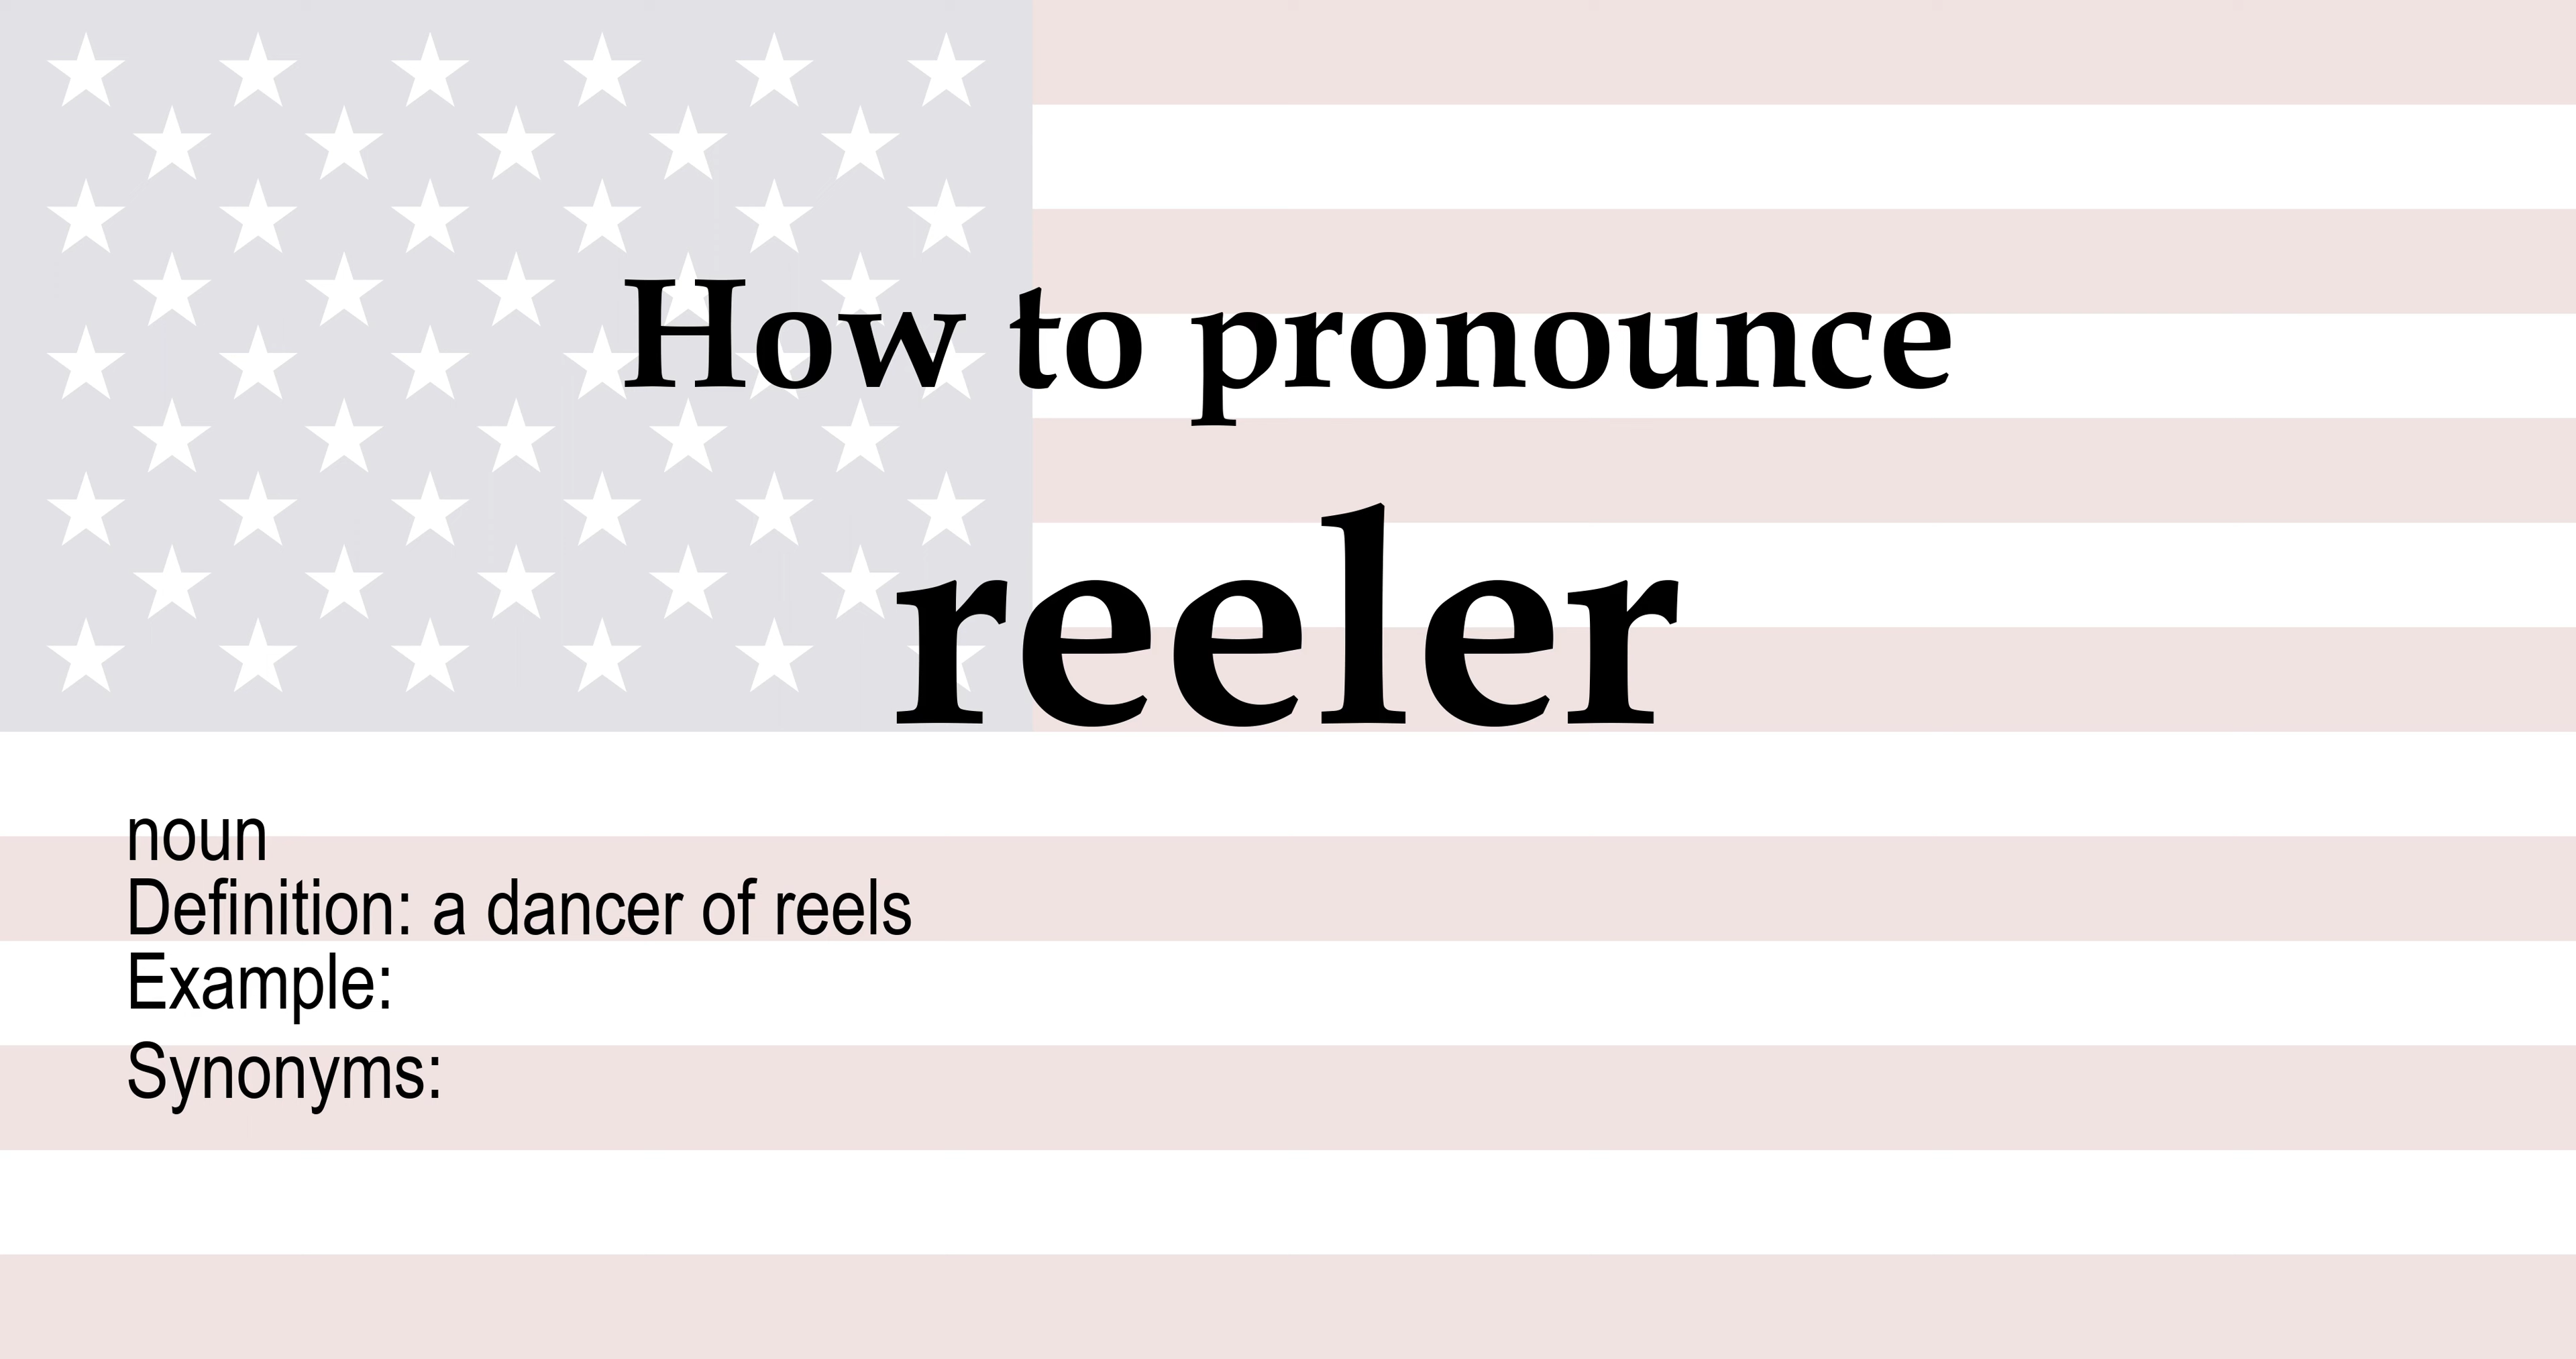 How to pronounce
reeler
noun
Definition: a dancer of reels
Example:
Synonyms: